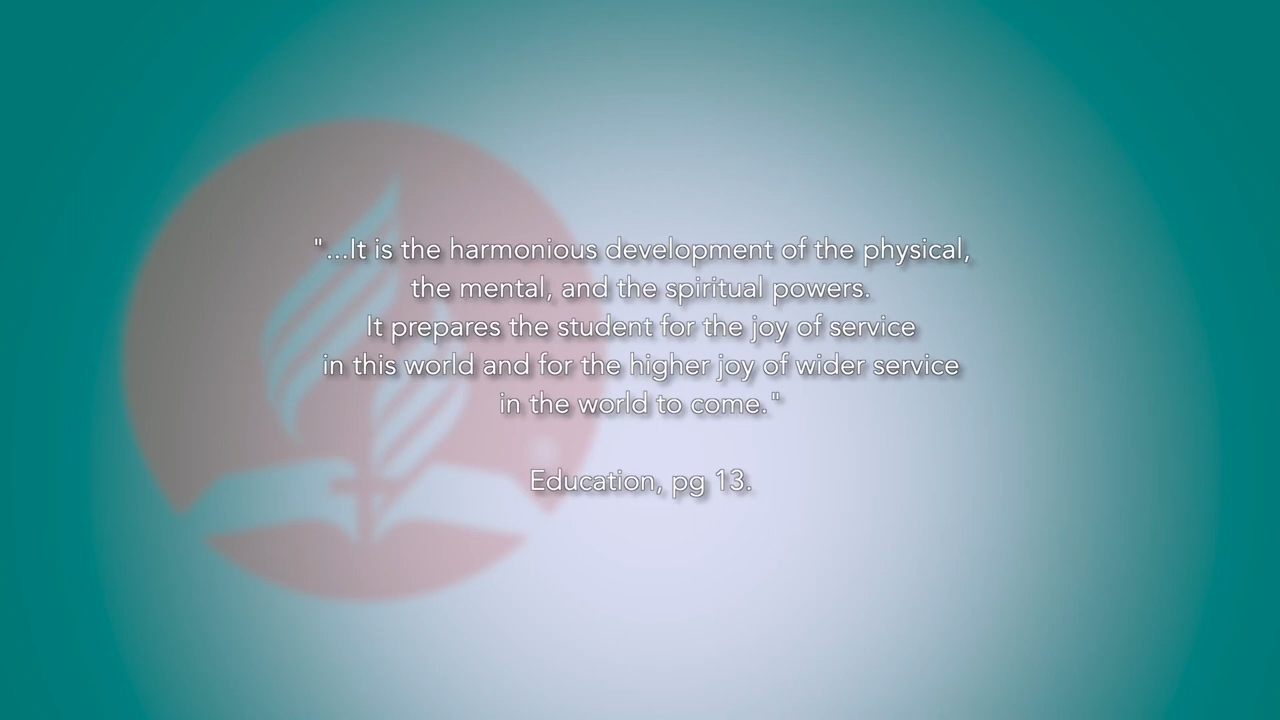 "...It is the harmonious development of the physical,
the mental, and the spiritual powers.
It prepares the student for the joy of service
in this world and for the higher joy of wider service
in the world to come."
Education, pg 13.